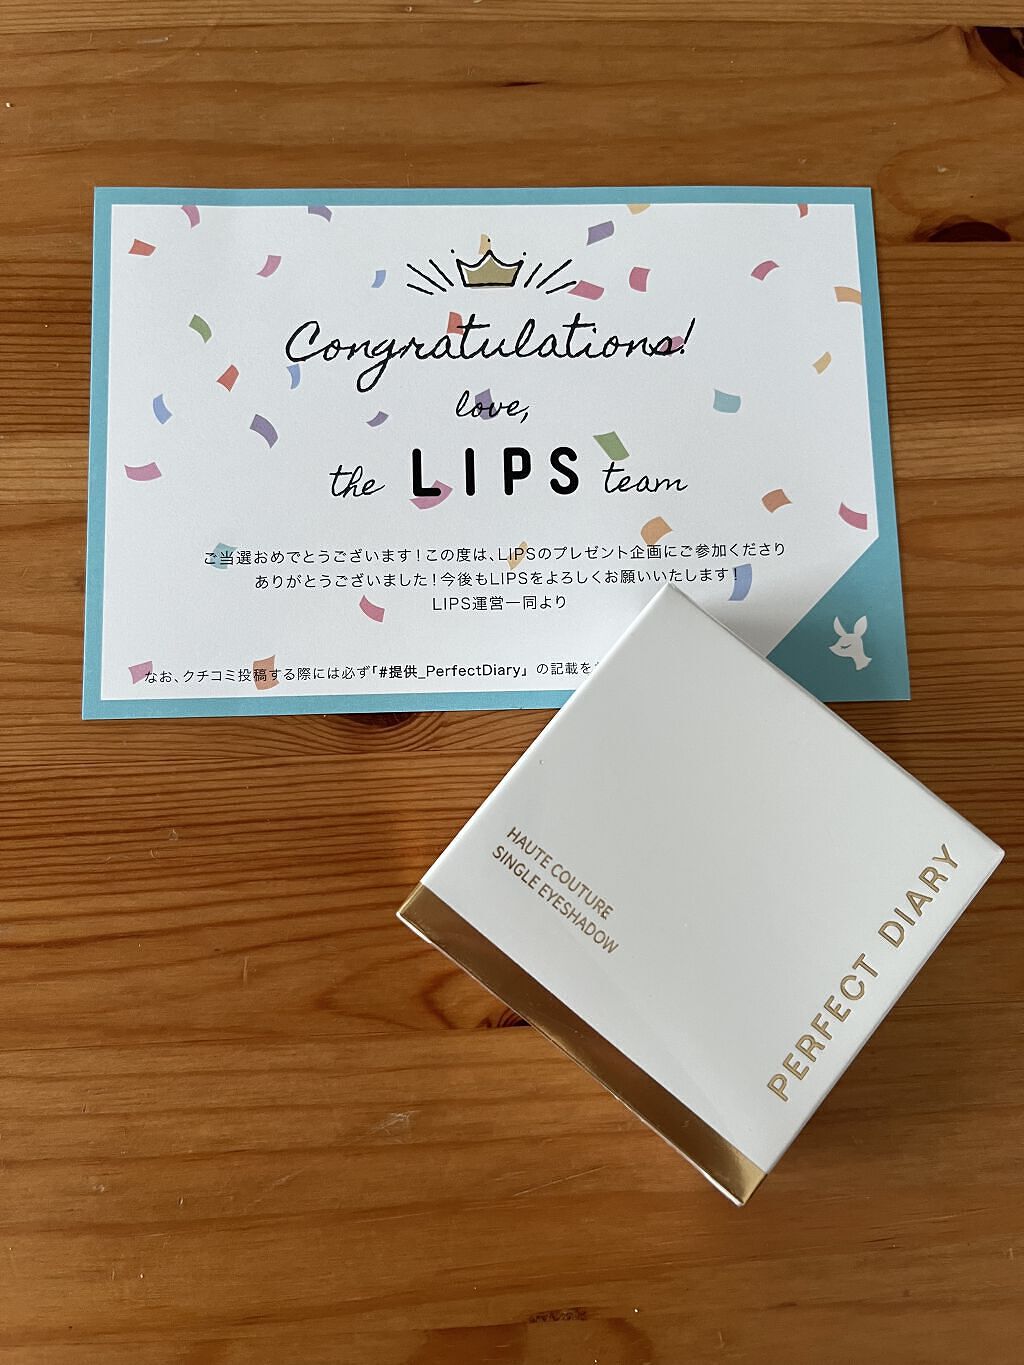 Congratulations!
love,
the LIPS team
ご当選おめでとうございます！この度は、LIPSのプレゼント企画にご参加くださり
ありがとうございました！今後もLIPSをよろしくお願いいたします！
LIPS運営一同より
なお、クチコミ投稿する際には必ず「#提供_PerfectDiary」の記載を
HAUTE COUTURE
SINGLE EYESHADOW
PERFECT DIARY